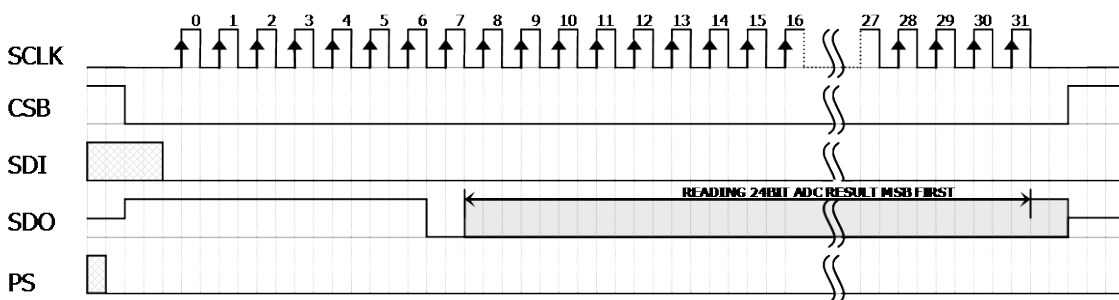 0 1 2 3 4 5 6 7 8 9 10 11 12 13 14 15 16 27 28 29 30 31
SCLK
CSB
SDI
READING 24BIT ADC RESULT MSB FIRST
SDO
PS